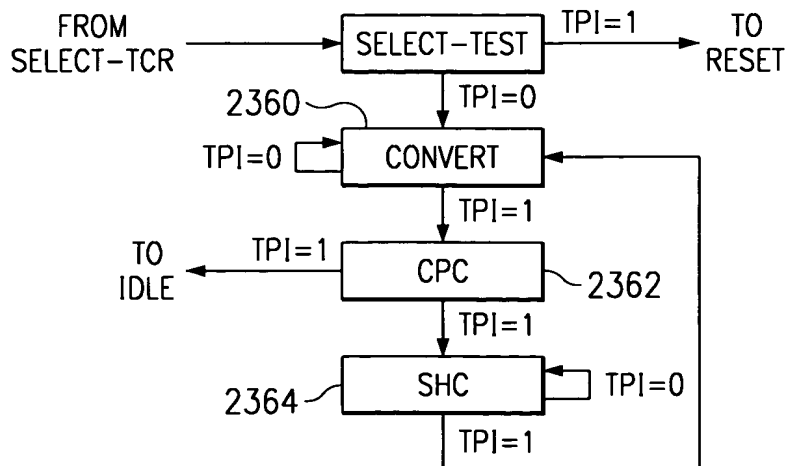 FROM
SELECT-TCR
SELECT-TEST
TPI=1
TO
RESET
TPI=0
2360
TPI=0
CONVERT
TPI=1
TO
IDLE
TPI=1
CPC
2362
TPI=1
2364
SHC
TPI=0
TPI=1